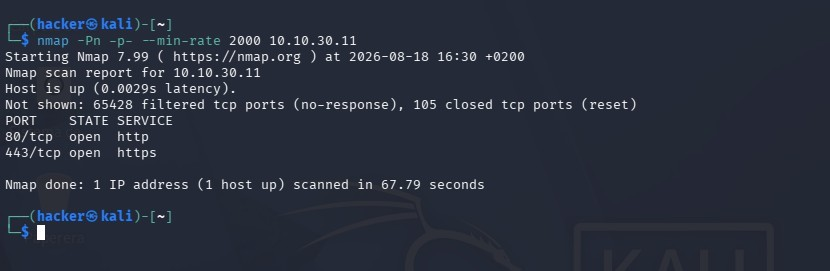 ┌──(hacker㉿kali)-[~]
└─$ nmap -Pn -p- --min-rate 2000 10.10.30.11
Starting Nmap 7.99 ( https://nmap.org ) at 2026-08-18 16:30 +0200
Nmap scan report for 10.10.30.11
Host is up (0.0029s latency).
Not shown: 65428 filtered tcp ports (no-response), 105 closed tcp ports (reset)
PORT    STATE SERVICE
80/tcp  open  http
443/tcp open  https
Nmap done: 1 IP address (1 host up) scanned in 67.79 seconds
┌──(hacker㉿kali)-[~]
└─$
KALI